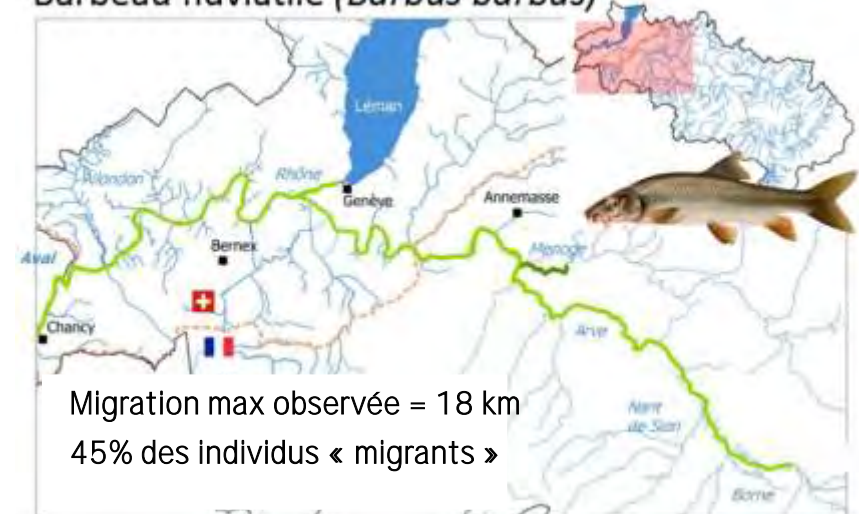 Barbeau fluviatile (Barbus barbus)
Léman
Allondon
Rhône
Genève
Annemasse
Bernex
Menoge
Aval
Chancy
Arve
Nant
de Sion
Borne
Migration max observée = 18 km
45% des individus « migrants »